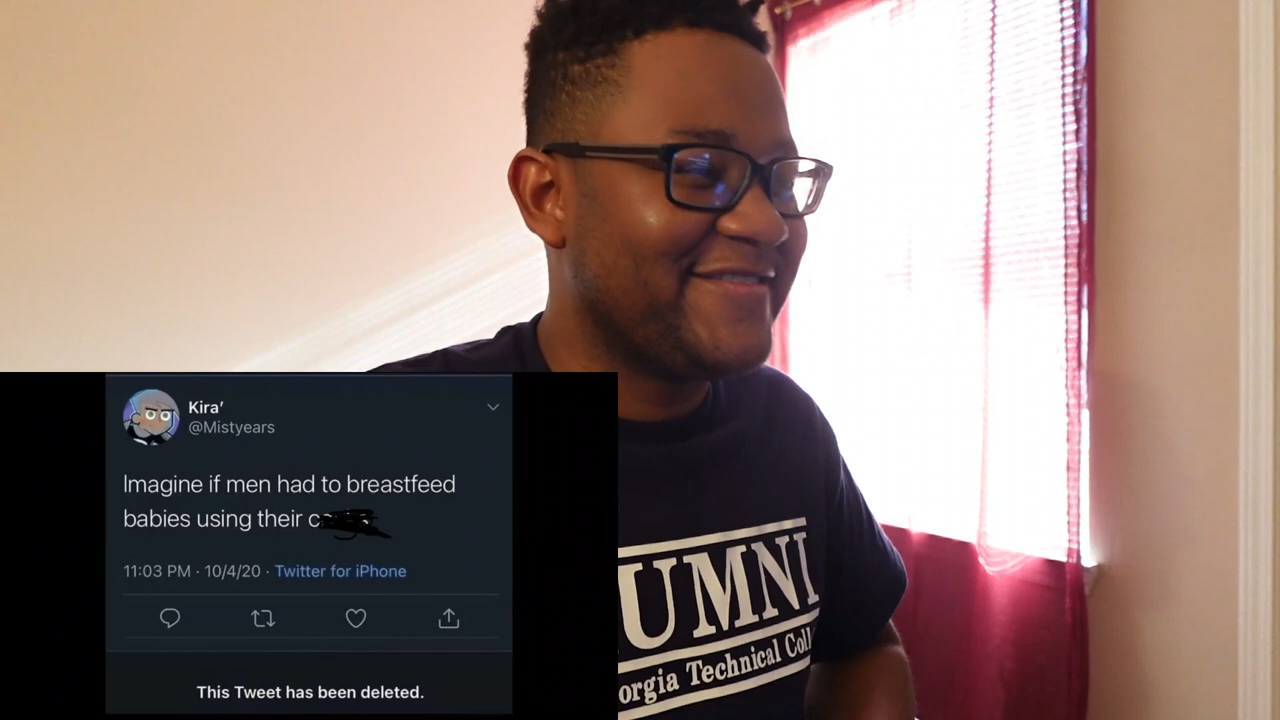 Kira’
@Mistyears
Imagine if men had to breastfeed
babies using their
11:03 PM · 10/4/20 · Twitter for iPhone
This Tweet has been deleted.
UMNI
orgia Technical Coll